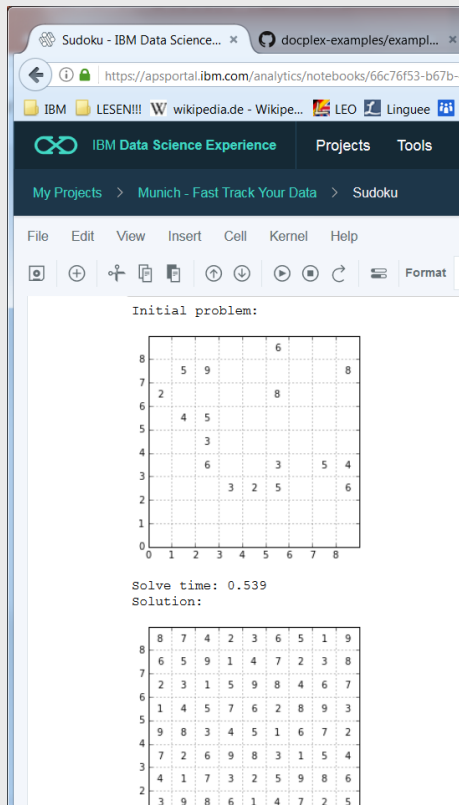 Sudoku - IBM Data Science... × docplex-examples/exampl... ×
https://apsportal.ibm.com/analytics/notebooks/66c76f53-b67b-
IBM LESEN!!! W wikipedia.de - Wikipe... LEO Linguee
IBM Data Science Experience Projects Tools
My Projects > Munich - Fast Track Your Data > Sudoku
File Edit View Insert Cell Kernel Help
Format
Initial problem:
6
8
5 9 8
7
2 8
6
4 5
5
3
4
6 3 5 4
3
3 2 5 6
2
1
0
0 1 2 3 4 5 6 7 8
Solve time: 0.539
Solution:
8 7 4 2 3 6 5 1 9
8
6 5 9 1 4 7 2 3 8
7
2 3 1 5 9 8 4 6 7
6
1 4 5 7 6 2 8 9 3
5
9 8 3 4 5 1 6 7 2
4
7 2 6 9 8 3 1 5 4
3
4 1 7 3 2 5 9 8 6
2
3 9 8 6 1 4 7 2 5